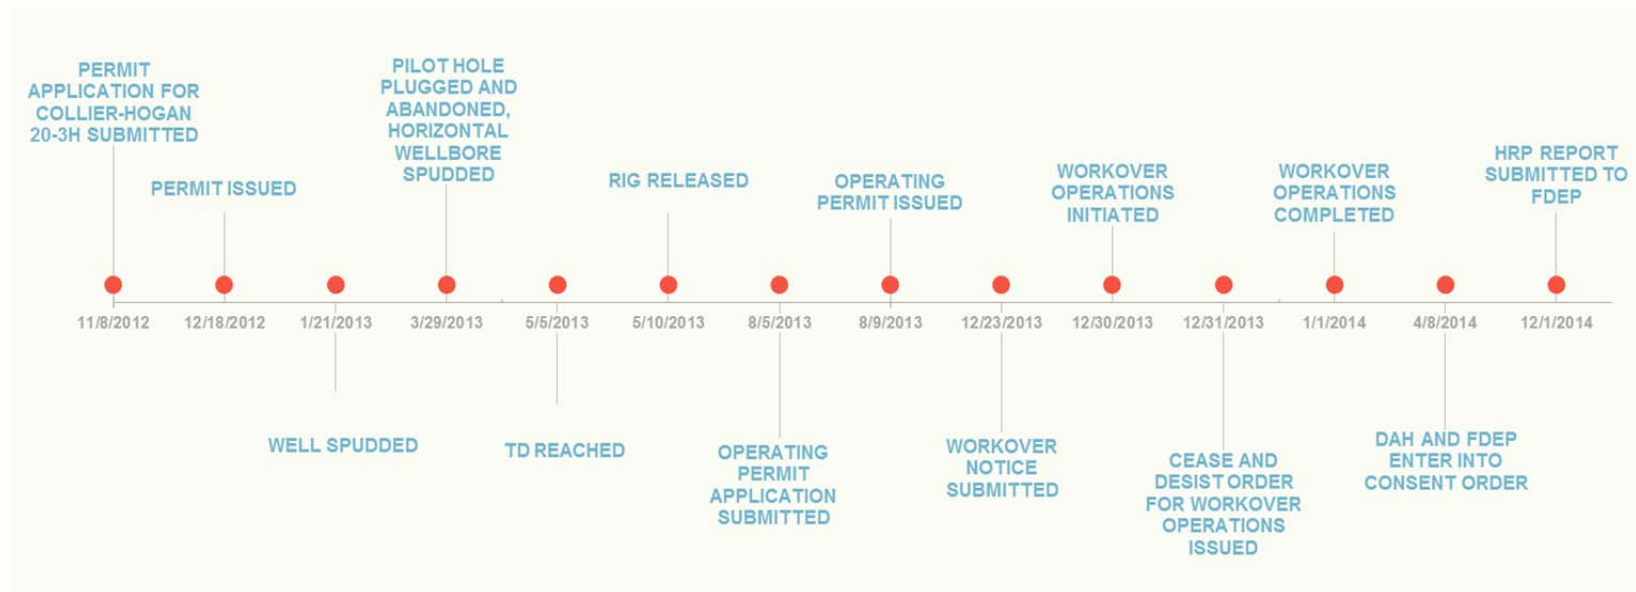 PERMIT
APPLICATION FOR
COLLIER-HOGAN
20-3H SUBMITTED
PERMIT ISSUED
PILOT HOLE
PLUGGED AND
ABANDONED,
HORIZONTAL
WELLBORE
SPUDDED
RIG RELEASED
OPERATING
PERMIT ISSUED
WORKOVER
OPERATIONS
INITIATED
WORKOVER
OPERATIONS
COMPLETED
HRP REPORT
SUBMITTED TO
FDEP
11/8/2012 12/18/2012 1/21/2013 3/29/2013 5/5/2013 5/10/2013 8/5/2013 8/9/2013 12/23/2013 12/30/2013 12/31/2013 1/1/2014 4/8/2014 12/1/2014
WELL SPUDDED
TD REACHED
OPERATING
PERMIT
APPLICATION
SUBMITTED
WORKOVER
NOTICE
SUBMITTED
CEASE AND
DESIST ORDER
FOR WORKOVER
OPERATIONS
ISSUED
DAH AND FDEP
ENTER INTO
CONSENT ORDER